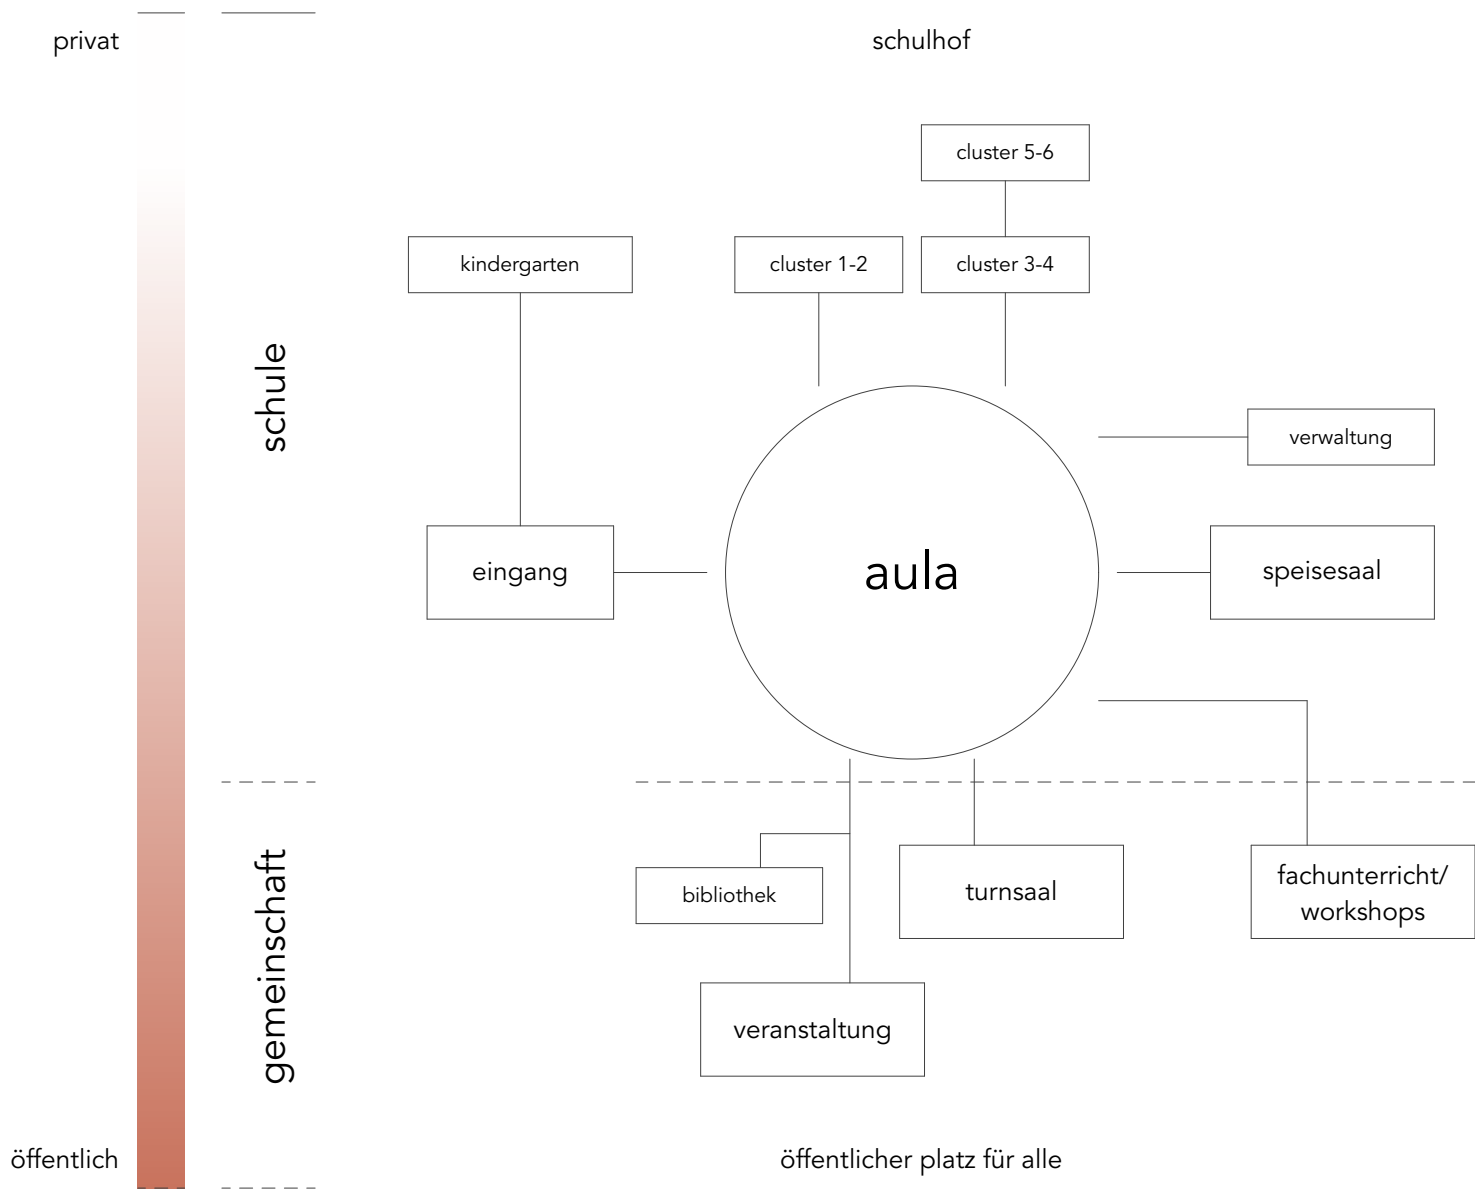 privat
schulhof
cluster 5-6
kindergarten
cluster 1-2
cluster 3-4
schule
verwaltung
eingang
aula
speisesaal
gemeinschaft
bibliothek
turnsaal
fachunterricht/
workshops
veranstaltung
öffentlich
öffentlicher platz für alle